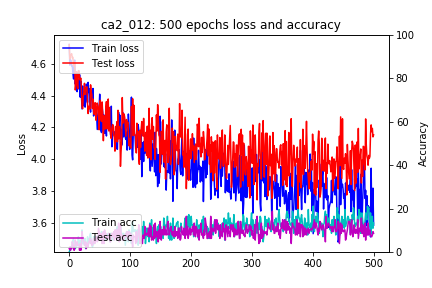 ca2_012: 500 epochs loss and accuracy
Train loss
Test loss
Train acc
Test acc
Loss
4.6
4.4
4.2
4.0
3.8
3.6
Accuracy
100
80
60
40
20
0
0
100
200
300
400
500